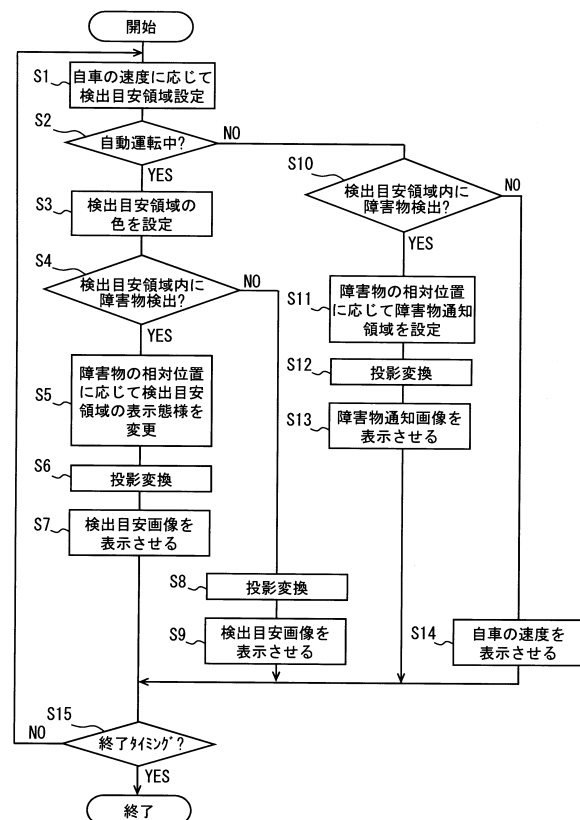 開始
S1
自車の速度に応じて
検出目安領域設定
S2
自動運転中?
NO
YES
S3
検出目安領域の
色を設定
S4
検出目安領域内に
障害物検出?
NO
YES
S5
障害物の相対位置
に応じて検出目安
領域の表示態様を
変更
S6
投影変換
S7
検出目安画像を
表示させる
S8
投影変換
S9
検出目安画像を
表示させる
S10
検出目安領域内に
障害物検出?
NO
YES
S11
障害物の相対位置
に応じて障害物通知
領域を設定
S12
投影変換
S13
障害物通知画像を
表示させる
S14
自車の速度を
表示させる
S15
終了ﾀｲﾐﾝｸﾞ?
NO
YES
終了